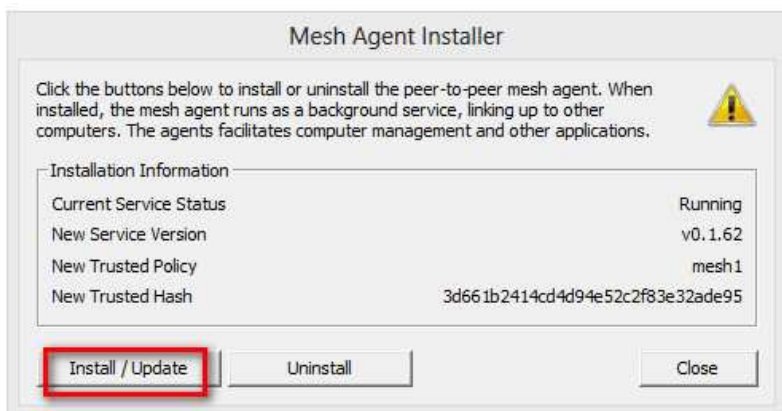 Mesh Agent Installer
Click the buttons below to install or uninstall the peer-to-peer mesh agent. When
installed, the mesh agent runs as a background service, linking up to other
computers. The agents facilitates computer management and other applications.
Installation Information
Current Service Status Running
New Service Version v0.1.62
New Trusted Policy mesh1
New Trusted Hash 3d661b2414cd4d94e52c2f83e32ade95
Install / Update Uninstall Close